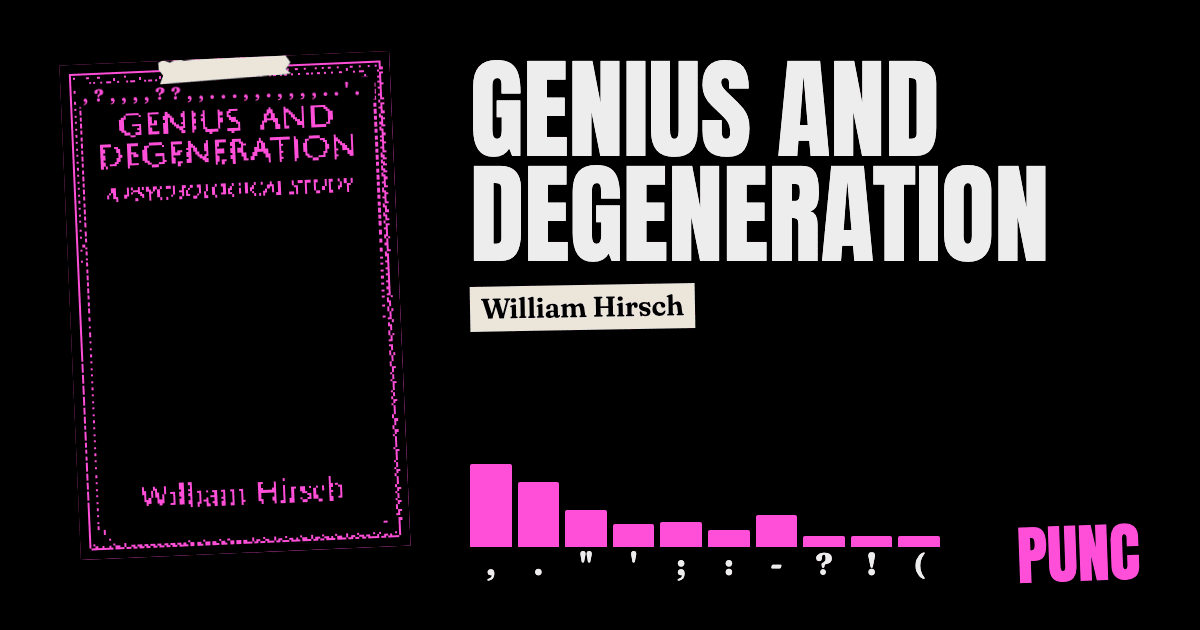 ,?,,,,??,,...,.,,,,,..'.
GENIUS AND
DEGENERATION
A PSYCHOLOGICAL STUDY
William Hirsch
GENIUS AND
DEGENERATION
William Hirsch
, . " ' ; : - ? ! (
PUNC